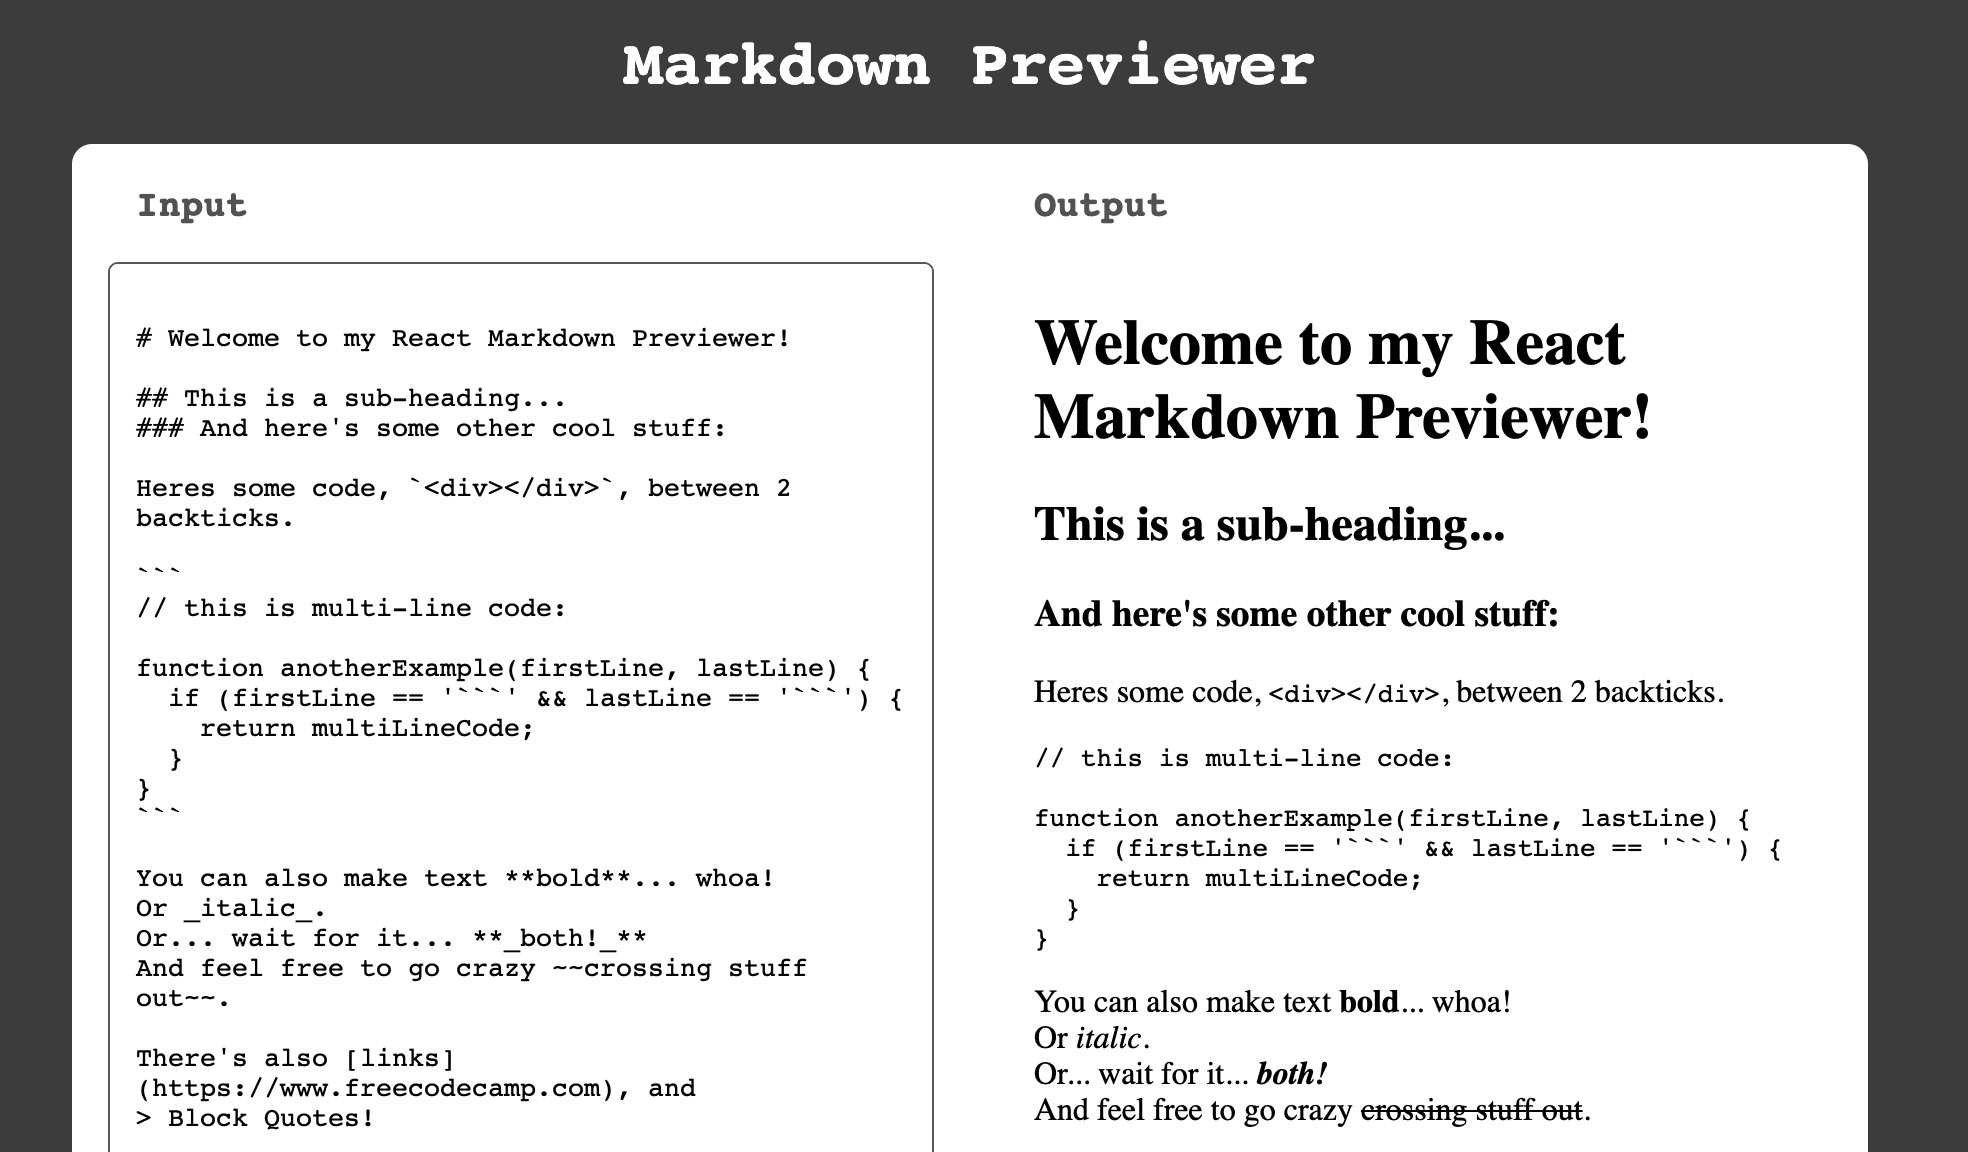 Markdown Previewer
Input
# Welcome to my React Markdown Previewer!
## This is a sub-heading...
### And here's some other cool stuff:
Heres some code, `<div></div>`, between 2
backticks.
```
// this is multi-line code:
function anotherExample(firstLine, lastLine) {
  if (firstLine == '```' && lastLine == '```') {
    return multiLineCode;
  }
}
```
You can also make text **bold**... whoa!
Or _italic_.
Or... wait for it... **_both!_**
And feel free to go crazy ~~crossing stuff
out~~.
There's also [links]
(https://www.freecodecamp.com), and
> Block Quotes!
Output
Welcome to my React
Markdown Previewer!
This is a sub-heading...
And here's some other cool stuff:
Heres some code, <div></div>, between 2 backticks.
// this is multi-line code:
function anotherExample(firstLine, lastLine) {
  if (firstLine == '```' && lastLine == '```') {
    return multiLineCode;
  }
}
You can also make text bold... whoa!
Or italic.
Or... wait for it... both!
And feel free to go crazy crossing stuff out.